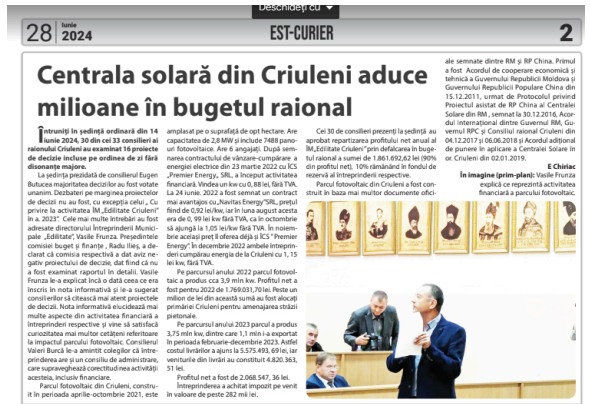 Deschideți cu
28 Iunie 2024
EST-CURIER
2
Centrala solară din Criuleni aduce
milioane în bugetul raional
Întruniți în ședință ordinară din 14
iunie 2024, 30 din cei 33 consilieri ai
raionului Criuleni au examinat 16 proiecte
de decizie incluse pe ordinea de zi fără
disonanțe majore.
La ședința prezidată de consilierul Eugen
Butucea majoritatea deciziilor au fost votate
unanim. Dezbateri pe marginea proiectelor
de decizii nu au fost, cu excepția celui „ Cu
privire la activitatea ÎM „Edilitate Criuleni”
în a. 2023”. Cele mai multe întrebări au fost
adresate directorului Întreprinderii Munici-
pale „Edilitate”, Vasile Frunza. Președintele
comisiei buget și finanțe , Radu Ilieș, a de-
clarat că comisia respectivă a dat aviz ne-
gativ proiectului de decizie, dat fiind că nu
a fost examinat raportul în detalii. Vasile
Frunza le-a explicat încă o dată ceea ce era
înscris în nota informativă și le-a sugerat
consilierilor să citească mai atent proiectele
de decizii. Nota informativă elucidează mai
multe aspecte din activitatea financiară a
întreprinderii respective și vine să satisfacă
curiozitatea mai multor cetățeni referitoare
la impactul parcului fotovoltaic. Consilierul
Valeri Burcă le-a amintit colegilor că între-
prinderea are și un consiliu de administrare,
care supraveghează corectitudinea activității
acesteia, inclusiv financiare.
Parcul fotovoltaic din Criuleni, constru-
it în perioada aprilie-octombrie 2021, este
amplasat pe o suprafață de opt hectare. Are
capacitatea de 2,8 MW și include 7488 pano-
uri fotovoltaice. Are 6 angajați. După sem-
narea contractului de vânzare-cumpărare a
energiei electrice din 23 martie 2022 cu ÎCS
„Premier Energy„ SRL, a început activitatea
financiară. Vindea un kw cu 0,88 lei, fără TVA.
La 24 iunie. 2022 a fost semnat un contract
mai avantajos cu„Navitas Energy”SRL, prețul
fiind de 0,92 lei/kw, iar în luna august acesta
era de 0, 99 lei kw fără TVA, ca în octombrie
să ajungă la 1,05 lei/kw fără TVA. În noiem-
brie același preț îl oferea deja și ÎCS ”Premier
Energy”. În decembrie 2022 ambele întreprin-
deri cumpărau energia de la Criuleni cu 1, 15
lei kw, fără TVA.
Pe parcursul anului 2022 parcul fotovol-
taic a produs cca 3,9 mln kw. Profitul net a
fost pentru 2022 de 1.769.031,70 lei. Peste un
milion de lei din această sumă au fost alocați
primăriei Criuleni pentru amenajarea străzii
pietonale.
Pe parcursul anului 2023 parcul a produs
3,75 mln kw, dintre care 1,1 mln i-a exportat
în perioada februarie-decembrie 2023. Astfel
costul livrărilor a ajuns la 5.575.493, 69 lei, iar
veniturile din livrări au constituit 4.820.363,
51 lei.
Profitul net a fost de 2.068.547, 36 lei.
Întreprinderea a achitat impozit pe venit
în valoare de peste 282 mii lei.
Cei 30 de consilieri prezenți la ședință au
aprobat repartizarea profitului net anual al
ÎM„Edilitate Criuleni” prin defalcarea în buge-
tul raional a sumei de 1.861.692,62 lei (90%
din profitul net), 10% rămânând în fondul de
rezervă al întreprinderii respective.
Parcul fotovoltaic din Criuleni a fost con-
struit în baza mai multor documente ofici-
ale semnate dintre RM și RP China. Primul
a fost Acordul de cooperare economică și
tehnică a Guvernului Republicii Moldova și
Guvernului Republicii Populare China din
15.12.2011, urmat de Protocolul privind
Proiectul asistat de RP China al Centralei
Solare din RM , semnat la 30.12.2016, Acor-
dul internațional dintre Guvernul RM, Gu-
vernul RPC și Consiliul raional Criuleni din
04.12.2017 și 06.06.2018 și Acordul adițional
de punere în aplicare a Centralei Solare în
or. Criuleni din 02.01.2019.
E Chiriac
În imagine (prim-plan): Vasile Frunza
explică ce reprezintă activitatea
financiară a parcului fotovoltaic.